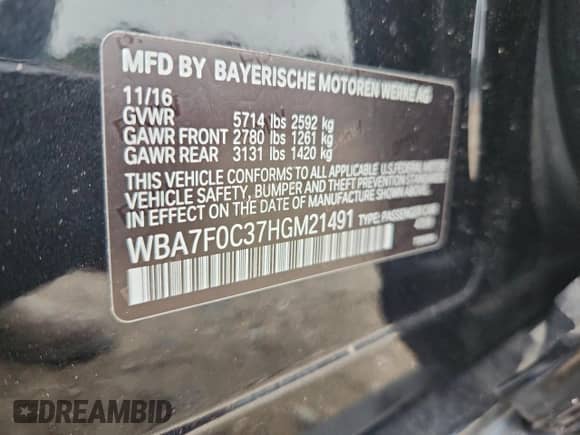 MFD BY BAYERISCHE MOTOREN WERKE AG
11/16
GVWR 5714 lbs 2592 kg
GAWR FRONT 2780 lbs 1261 kg
GAWR REAR 3131 lbs 1420 kg
THIS VEHICLE CONFORMS TO ALL APPLICABLE U.S. FEDERAL
VEHICLE SAFETY, BUMPER, AND THEFT PREVENTION STANDARDS
IN EFFECT ON THE DATE OF MANUFACTURE SHOWN ABOVE.
WBA7F0C37HGM21491 TYPE: PASSENGER CAR
DREAMBID